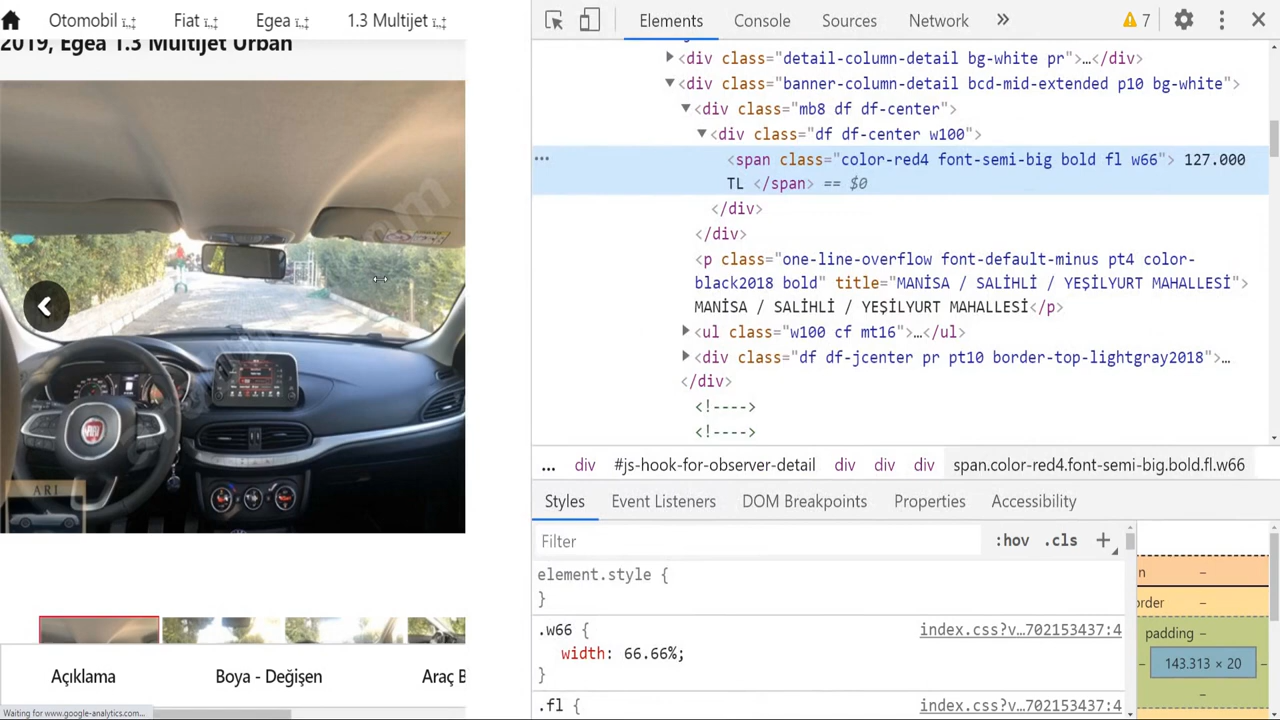 Otomobil Fiat Egea 1.3 Multijet
2019, Egea 1.3 Multijet Urban
com
ARI
Açıklama Boya - Değişen Araç B
Waiting for www.google-analytics.com...
Elements Console Sources Network » 7
▶<div class="detail-column-detail bg-white pr">…</div>
▼<div class="banner-column-detail bcd-mid-extended p10 bg-white">
▼<div class="mb8 df df-center">
▼<div class="df df-center w100">
<span class="color-red4 font-semi-big bold fl w66"> 127.000
TL </span> == $0
</div>
</div>
<p class="one-line-overflow font-default-minus pt4 color-
black2018 bold" title="MANİSA / SALİHLİ / YEŞİLYURT MAHALLESİ">
MANİSA / SALİHLİ / YEŞİLYURT MAHALLESİ</p>
▶<ul class="w100 cf mt16">…</ul>
▶<div class="df df-jcenter pr pt10 border-top-lightgray2018">…
</div>
<!---->
<!---->
... div #js-hook-for-observer-detail div div div span.color-red4.font-semi-big.bold.fl.w66
Styles Event Listeners DOM Breakpoints Properties Accessibility
Filter :hov .cls +
element.style {
}
.w66 { index.css?v…702153437:4
width: 66.66%;
}
.fl { index.css?v…702153437:4
n –
order –
padding –
– 143.313 × 20 –
–